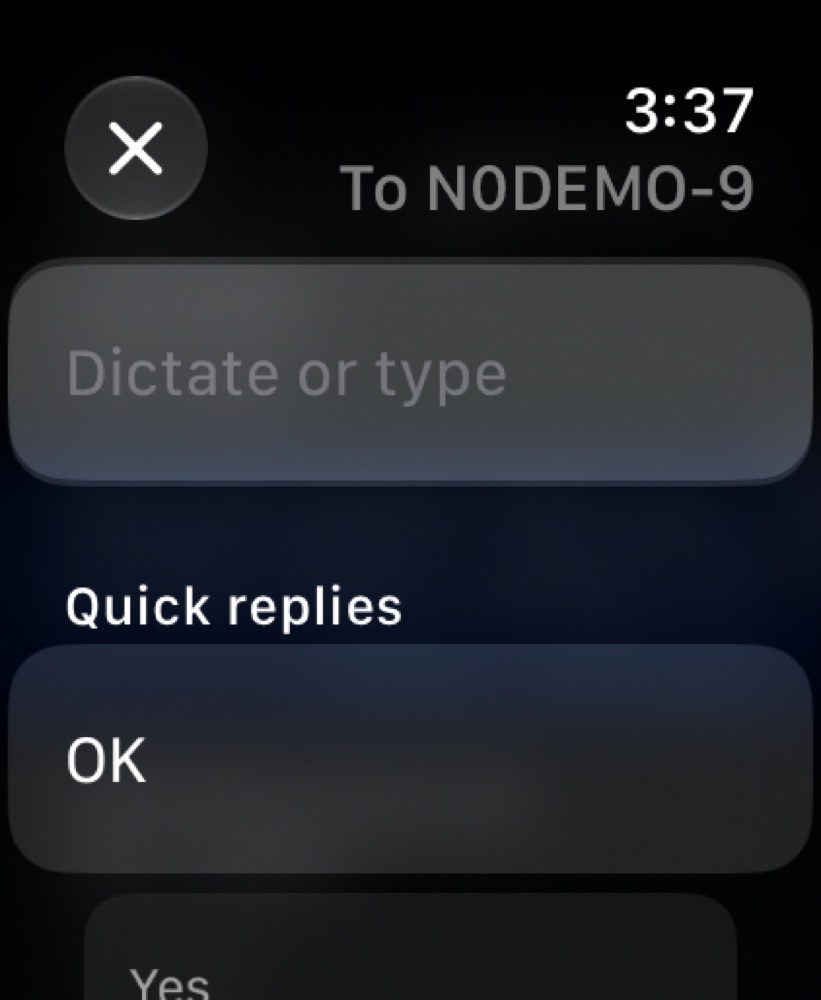 3:37
To N0DEMO-9
Dictate or type
Quick replies
OK
Yes